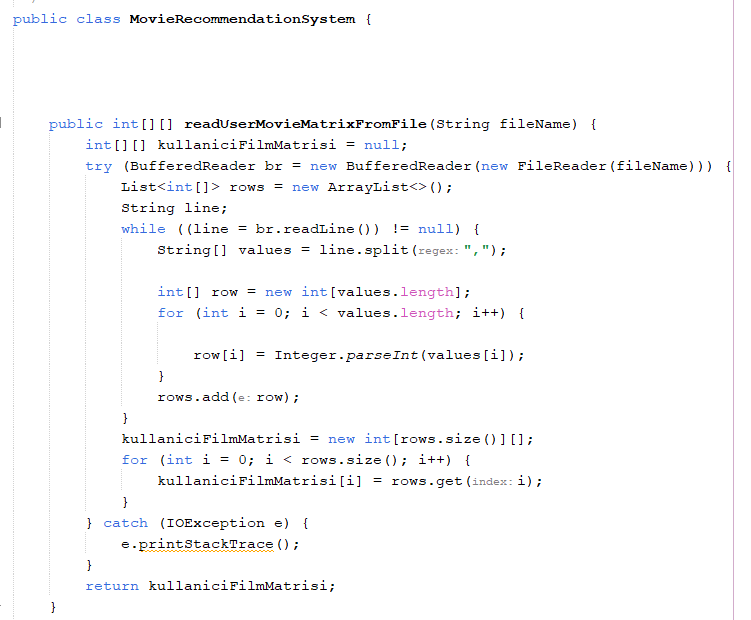 public class MovieRecommendationSystem {
public int[][] readUserMovieMatrixFromFile(String fileName) {
int[][] kullaniciFilmMatrisi = null;
try (BufferedReader br = new BufferedReader(new FileReader(fileName))) {
List<int[]> rows = new ArrayList<>();
String line;
while ((line = br.readLine()) != null) {
String[] values = line.split(regex: ",");
int[] row = new int[values.length];
for (int i = 0; i < values.length; i++) {
row[i] = Integer.parseInt(values[i]);
}
rows.add(e: row);
}
kullaniciFilmMatrisi = new int[rows.size()][];
for (int i = 0; i < rows.size(); i++) {
kullaniciFilmMatrisi[i] = rows.get(index: i);
}
} catch (IOException e) {
e.printStackTrace();
}
return kullaniciFilmMatrisi;
}